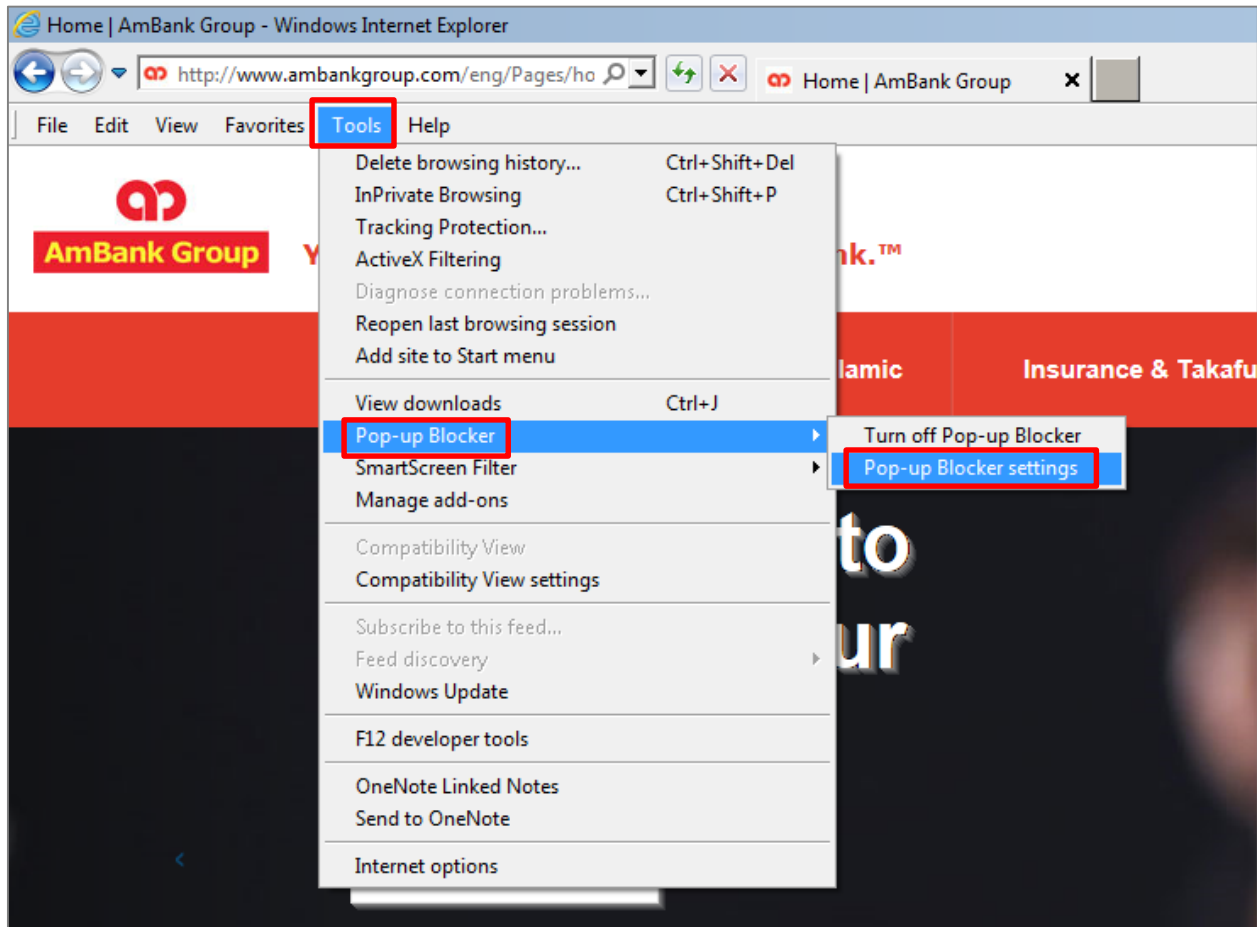 Home | AmBank Group - Windows Internet Explorer
http://www.ambankgroup.com/eng/Pages/ho
Home | AmBank Group
File Edit View Favorites Tools Help
Delete browsing history... Ctrl+Shift+Del
InPrivate Browsing Ctrl+Shift+P
Tracking Protection...
AmBank Group Y nk.™
ActiveX Filtering
Diagnose connection problems...
Reopen last browsing session
Add site to Start menu
lamic Insurance & Takafu
View downloads Ctrl+J
Pop-up Blocker Turn off Pop-up Blocker
SmartScreen Filter Pop-up Blocker settings
Manage add-ons
to
Compatibility View
Compatibility View settings
Subscribe to this feed...
ur
Feed discovery
Windows Update
F12 developer tools
OneNote Linked Notes
Send to OneNote
Internet options